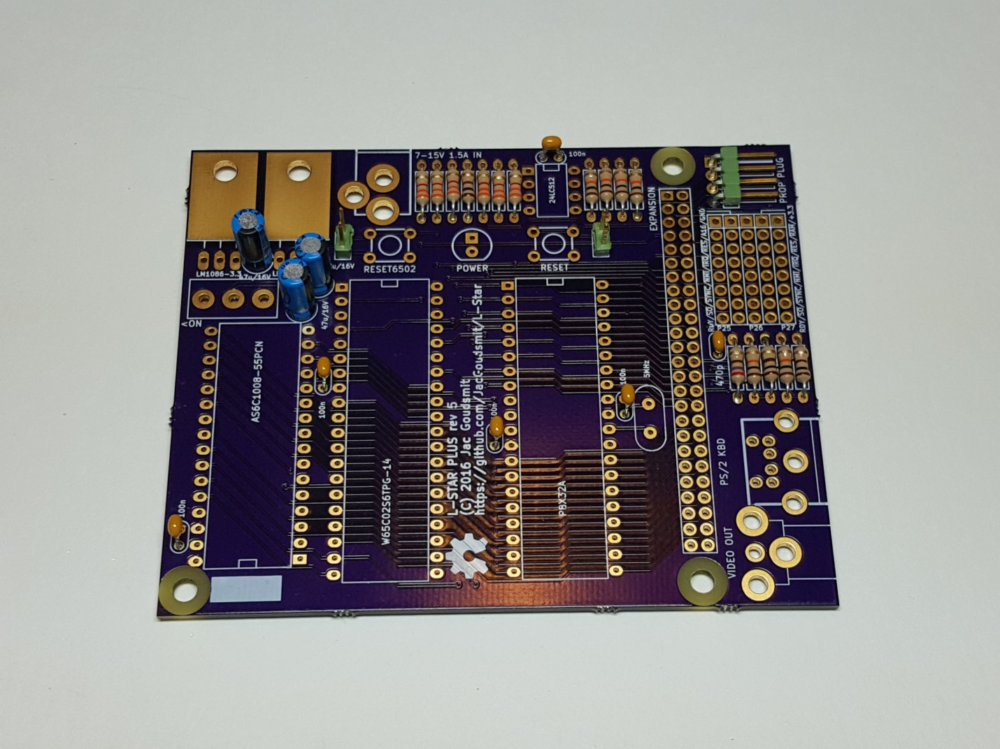 7-15V 1.5A IN
100n
24LC512
PROP PLUG
EXPANSION
RESET6502
POWER
RESET
LM1086-3.3
47u/16V
u/16V
47u/16V
<ON
RDY/SO/SYNC/NMI/IRQ/RES/A16/GND
RDY/SO/SYNC/NMI/IRQ/RES/RAM/+3.3
P25
P26
P27
470p
AS6C1008-55PCN
100n
100n
100n
5MHz
L-STAR PLUS rev 5
(C) 2016 Jac Goudsmit
https://github.com/JacGoudsmit/L-Star
W65C02S6TPG-14
P8X32A
PS/2 KBD
100n
VIDEO OUT